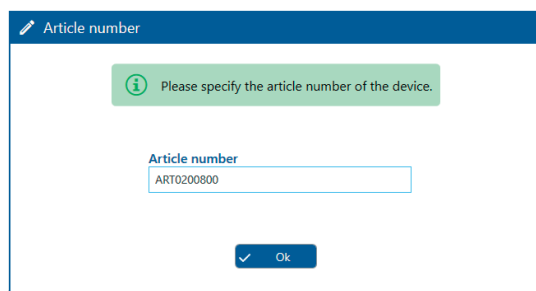 Article number
Please specify the article number of the device.
Article number
ART0200800
Ok